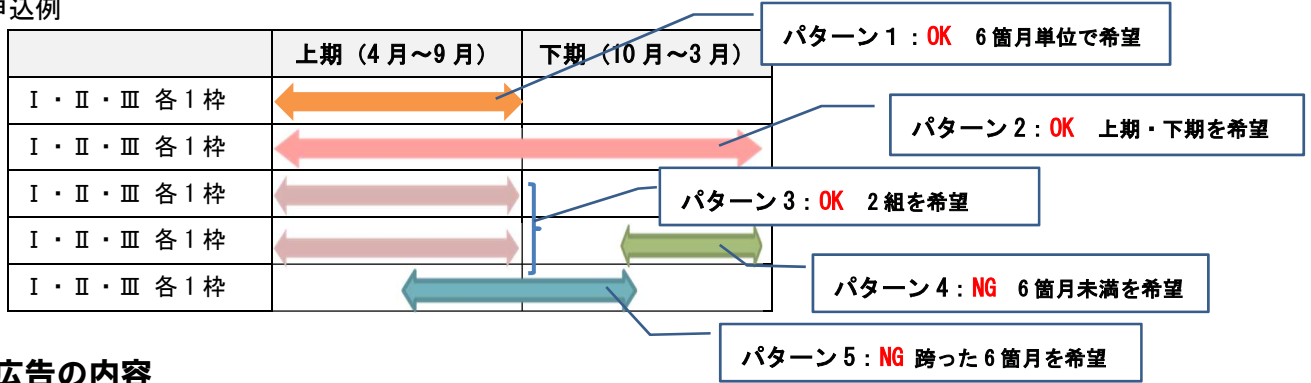 申込例
上期（4月～9月） 下期（10月～3月）
パターン1：OK 6箇月単位で希望
Ⅰ・Ⅱ・Ⅲ 各1枠
パターン2：OK 上期・下期を希望
Ⅰ・Ⅱ・Ⅲ 各1枠
Ⅰ・Ⅱ・Ⅲ 各1枠
パターン3：OK 2組を希望
Ⅰ・Ⅱ・Ⅲ 各1枠
パターン4：NG 6箇月未満を希望
Ⅰ・Ⅱ・Ⅲ 各1枠
パターン5：NG 跨った6箇月を希望
広告の内容